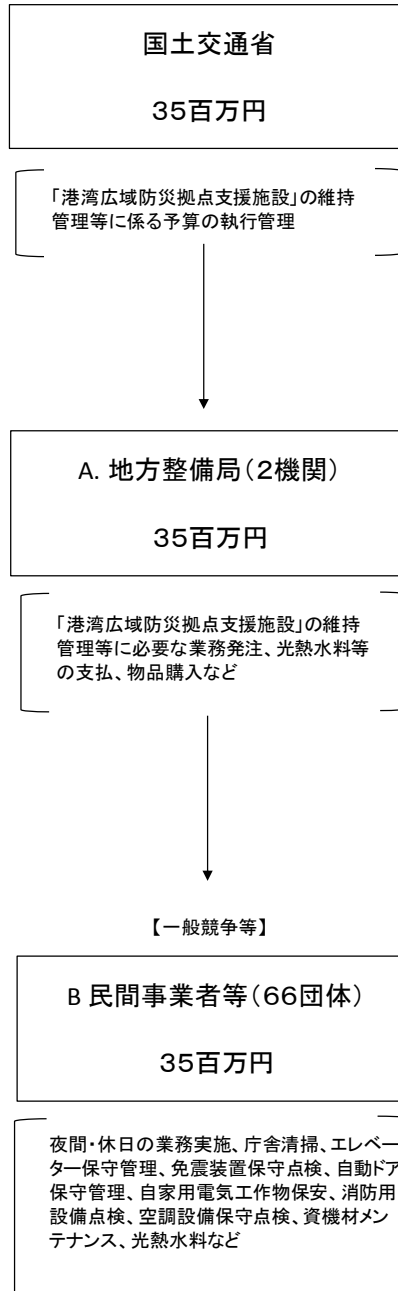 国土交通省
35百万円
「港湾広域防災拠点支援施設」の維持
管理等に係る予算の執行管理
A. 地方整備局（2機関）
35百万円
「港湾広域防災拠点支援施設」の維持
管理等に必要な業務発注、光熱水料等
の支払、物品購入など
【一般競争等】
B 民間事業者等（66団体）
35百万円
夜間・休日の業務実施、庁舎清掃、エレベー
ター保守管理、免震装置保守点検、自動ドア
保守管理、自家用電気工作物保安、消防用
設備点検、空調設備保守点検、資機材メン
テナンス、光熱水料など